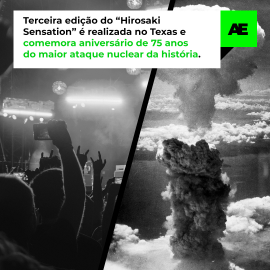 Terceira edição do “Hirosaki
Sensation” é realizada no Texas e
comemora aniversário de 75 anos
do maior ataque nuclear da história.
AE